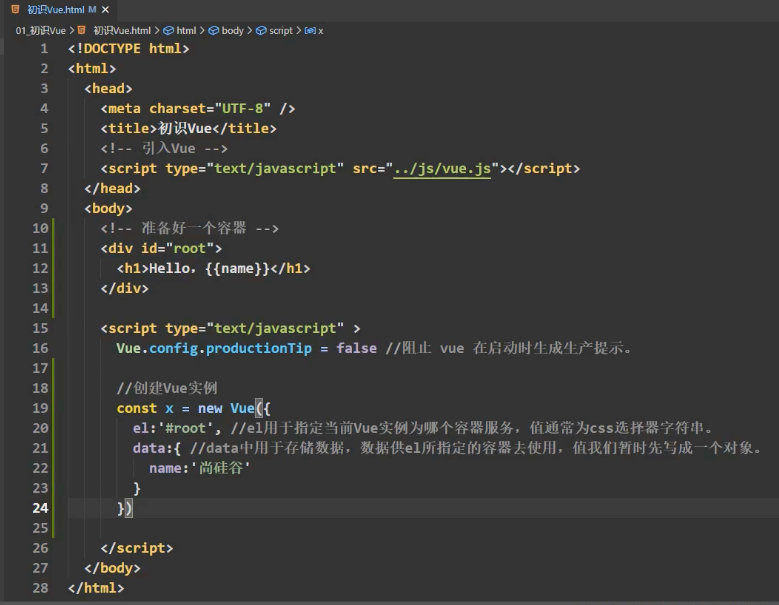 初识Vue.html M ×
01_初识Vue > 初识Vue.html > html > body > script > x
1 <!DOCTYPE html>
2 <html>
3 <head>
4 <meta charset="UTF-8" />
5 <title>初识Vue</title>
6 <!-- 引入Vue -->
7 <script type="text/javascript" src="../js/vue.js"></script>
8 </head>
9 <body>
10 <!-- 准备好一个容器 -->
11 <div id="root">
12 <h1>Hello，{{name}}</h1>
13 </div>
14
15 <script type="text/javascript" >
16 Vue.config.productionTip = false //阻止 vue 在启动时生成生产提示。
17
18 //创建Vue实例
19 const x = new Vue({
20 el:'#root', //el用于指定当前Vue实例为哪个容器服务，值通常为css选择器字符串。
21 data:{ //data中用于存储数据，数据供el所指定的容器去使用，值我们暂时先写成一个对象。
22 name:'尚硅谷'
23 }
24 })
25
26 </script>
27 </body>
28 </html>